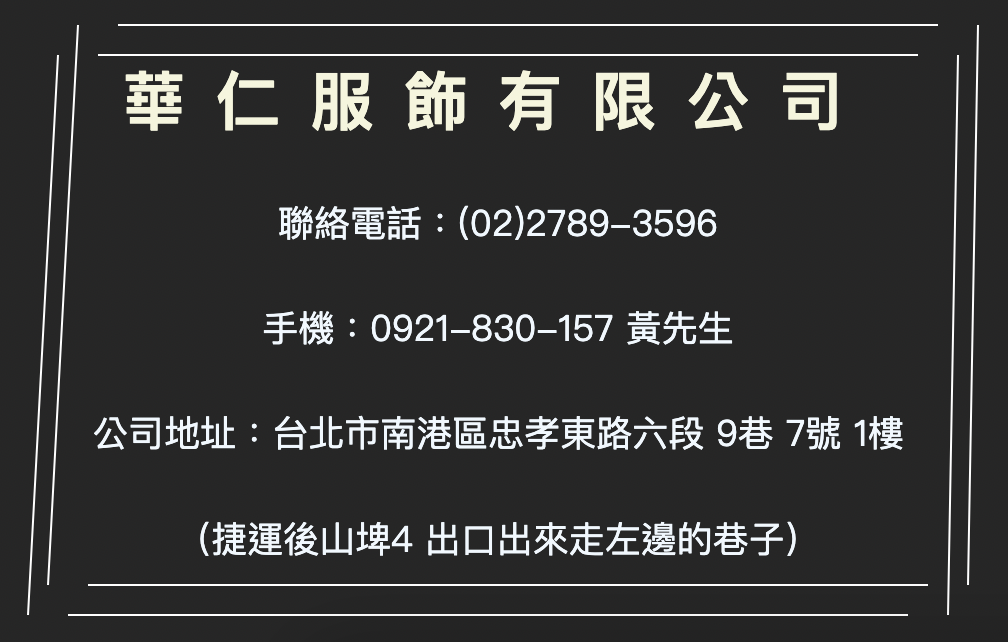 華仁服飾有限公司
聯絡電話：(02)2789-3596
手機：0921-830-157 黃先生
公司地址：台北市南港區忠孝東路六段 9巷 7號 1樓
（捷運後山埤4 出口出來走左邊的巷子）